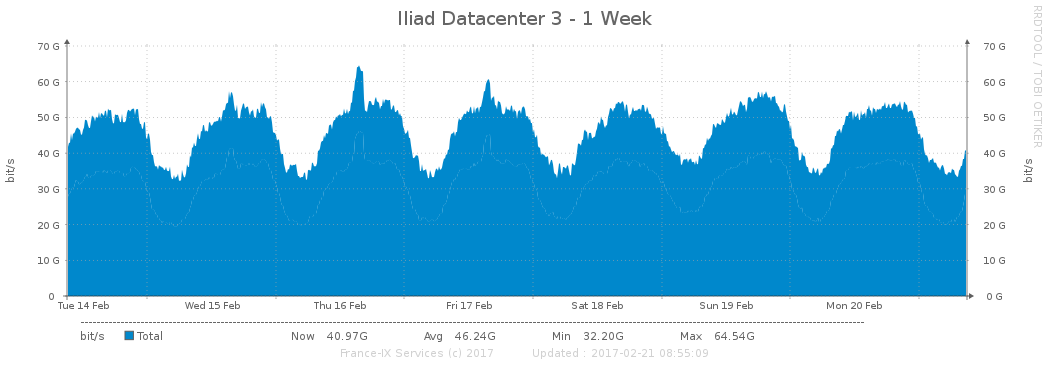 Iliad Datacenter 3 - 1 Week
RRDTOOL / TOBI OETIKER
70 G 70 G
60 G 60 G
50 G 50 G
40 G 40 G
30 G 30 G
20 G 20 G
10 G 10 G
0 0 G
bit/s
bit/s
Tue 14 Feb Wed 15 Feb Thu 16 Feb Fri 17 Feb Sat 18 Feb Sun 19 Feb Mon 20 Feb
bit/s Total Now 40.97G Avg 46.24G Min 32.20G Max 64.54G
France-IX Services (c) 2017 Updated : 2017-02-21 08:55:09